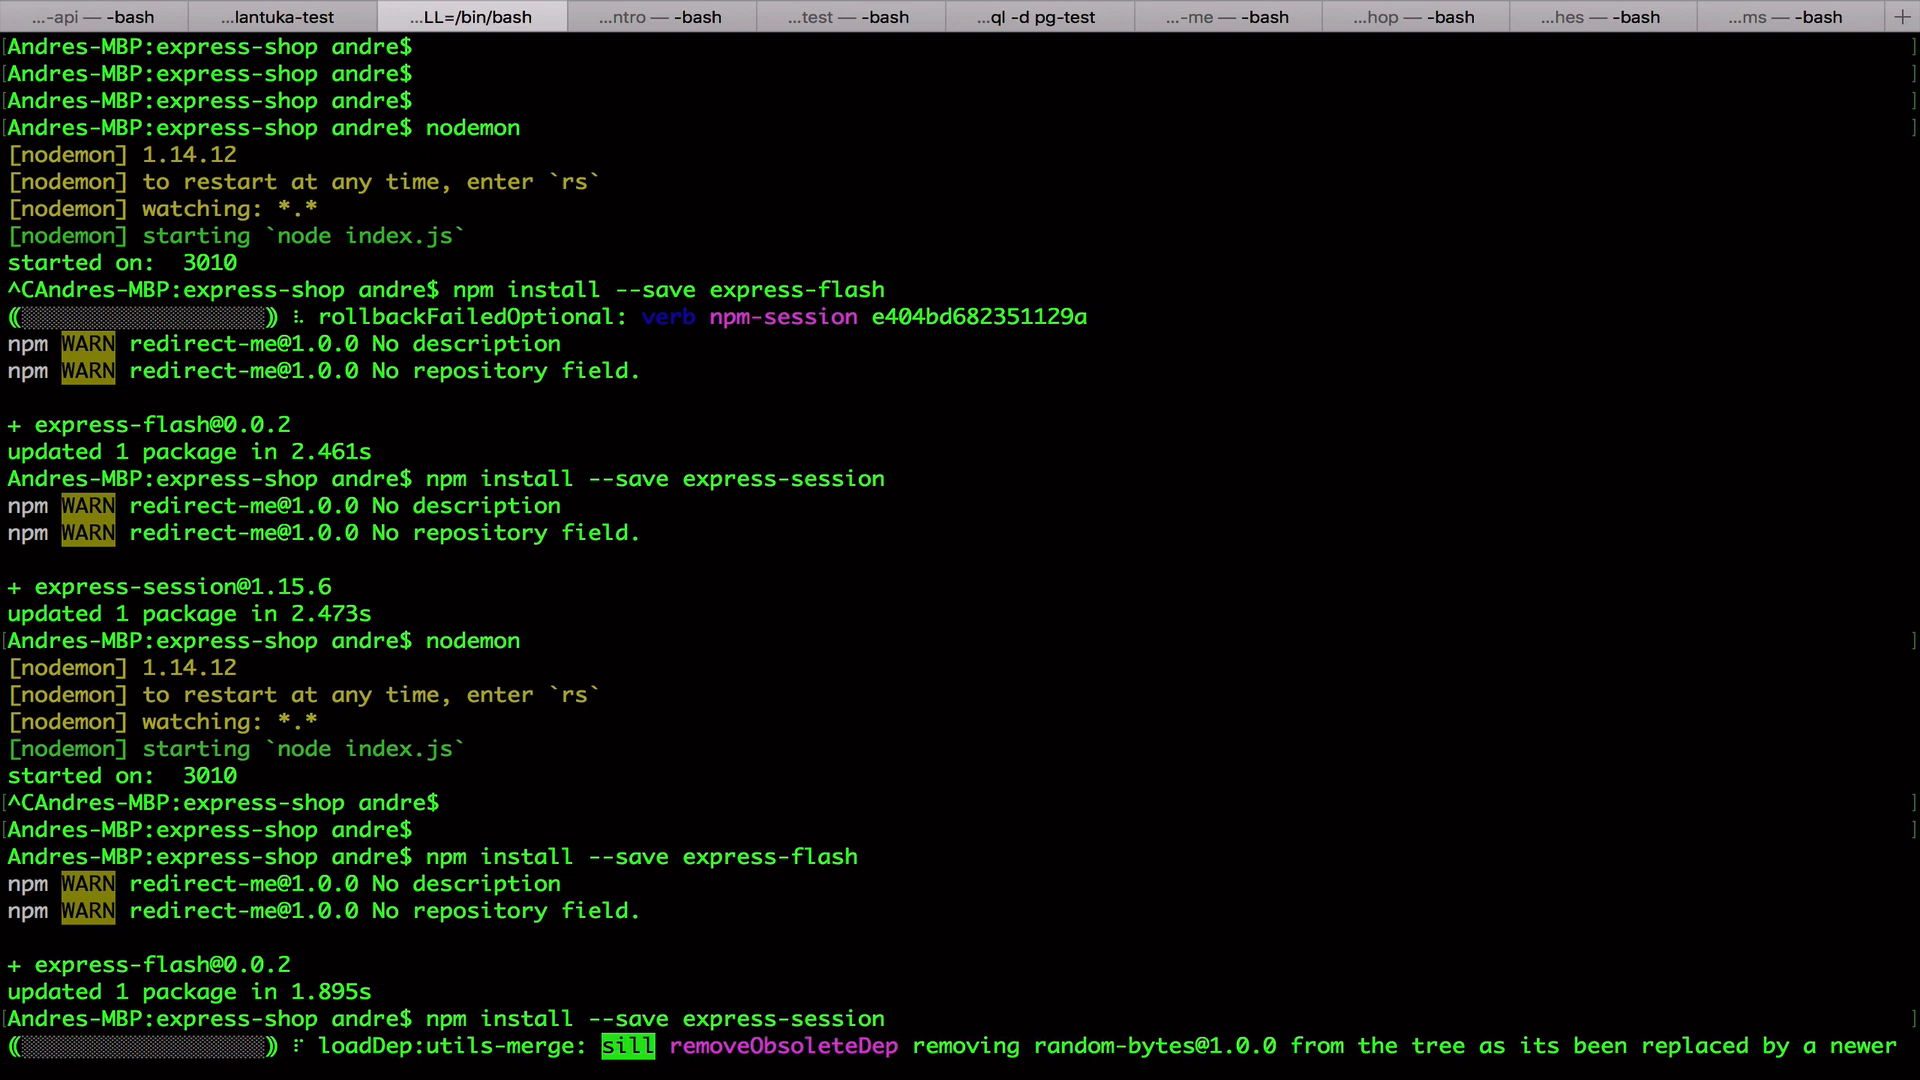 ...-api — -bash ...lantuka-test ...LL=/bin/bash ...ntro — -bash ...test — -bash ...ql -d pg-test ...-me — -bash ...hop — -bash ...hes — -bash ...ms — -bash +
[Andres-MBP:express-shop andre$ ]
[Andres-MBP:express-shop andre$ ]
[Andres-MBP:express-shop andre$ ]
[Andres-MBP:express-shop andre$ nodemon ]
[nodemon] 1.14.12
[nodemon] to restart at any time, enter `rs`
[nodemon] watching: *.*
[nodemon] starting `node index.js`
started on:  3010
^CAndres-MBP:express-shop andre$ npm install --save express-flash
(░░░░░░░░░░░░░░░░░░) ⠧ rollbackFailedOptional: verb npm-session e404bd682351129a
npm WARN redirect-me@1.0.0 No description
npm WARN redirect-me@1.0.0 No repository field.

+ express-flash@0.0.2
updated 1 package in 2.461s
Andres-MBP:express-shop andre$ npm install --save express-session
npm WARN redirect-me@1.0.0 No description
npm WARN redirect-me@1.0.0 No repository field.

+ express-session@1.15.6
updated 1 package in 2.473s
[Andres-MBP:express-shop andre$ nodemon ]
[nodemon] 1.14.12
[nodemon] to restart at any time, enter `rs`
[nodemon] watching: *.*
[nodemon] starting `node index.js`
started on:  3010
[^CAndres-MBP:express-shop andre$ ]
[Andres-MBP:express-shop andre$ ]
Andres-MBP:express-shop andre$ npm install --save express-flash
npm WARN redirect-me@1.0.0 No description
npm WARN redirect-me@1.0.0 No repository field.

+ express-flash@0.0.2
updated 1 package in 1.895s
[Andres-MBP:express-shop andre$ npm install --save express-session ]
(░░░░░░░░░░░░░░░░░░) ⠏ loadDep:utils-merge: sill removeObsoleteDep removing random-bytes@1.0.0 from the tree as its been replaced by a newer